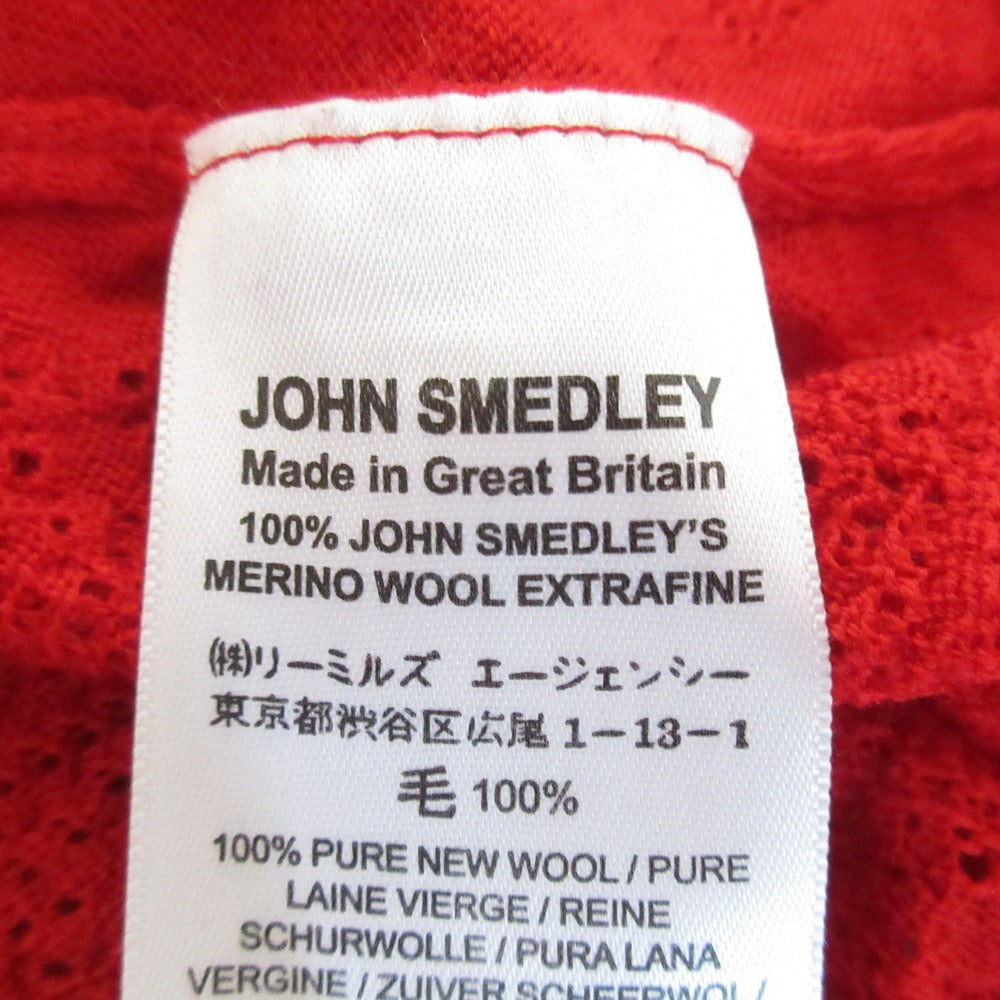 JOHN SMEDLEY
Made in Great Britain
100% JOHN SMEDLEY'S
MERINO WOOL EXTRAFINE
(株)リーミルズ エージェンシー
東京都渋谷区広尾 1-13-1
毛 100%
100% PURE NEW WOOL / PURE
LAINE VIERGE / REINE
SCHURWOLLE / PURA LANA
VERGINE / ZUIVER SCHEERWOL /